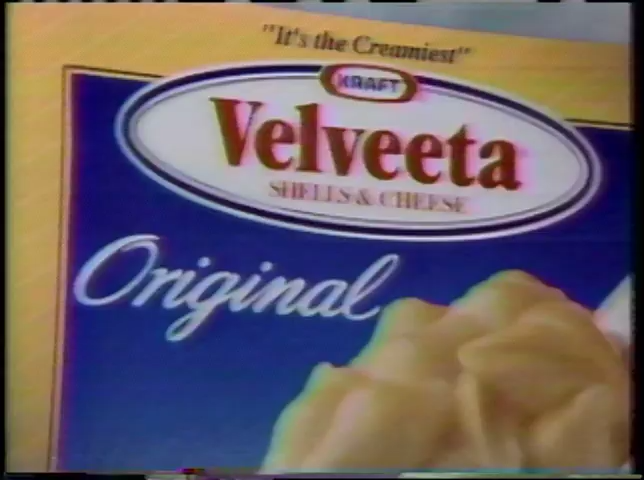 "It's the Creamiest"
KRAFT
Velveeta
SHELLS & CHEESE
Original